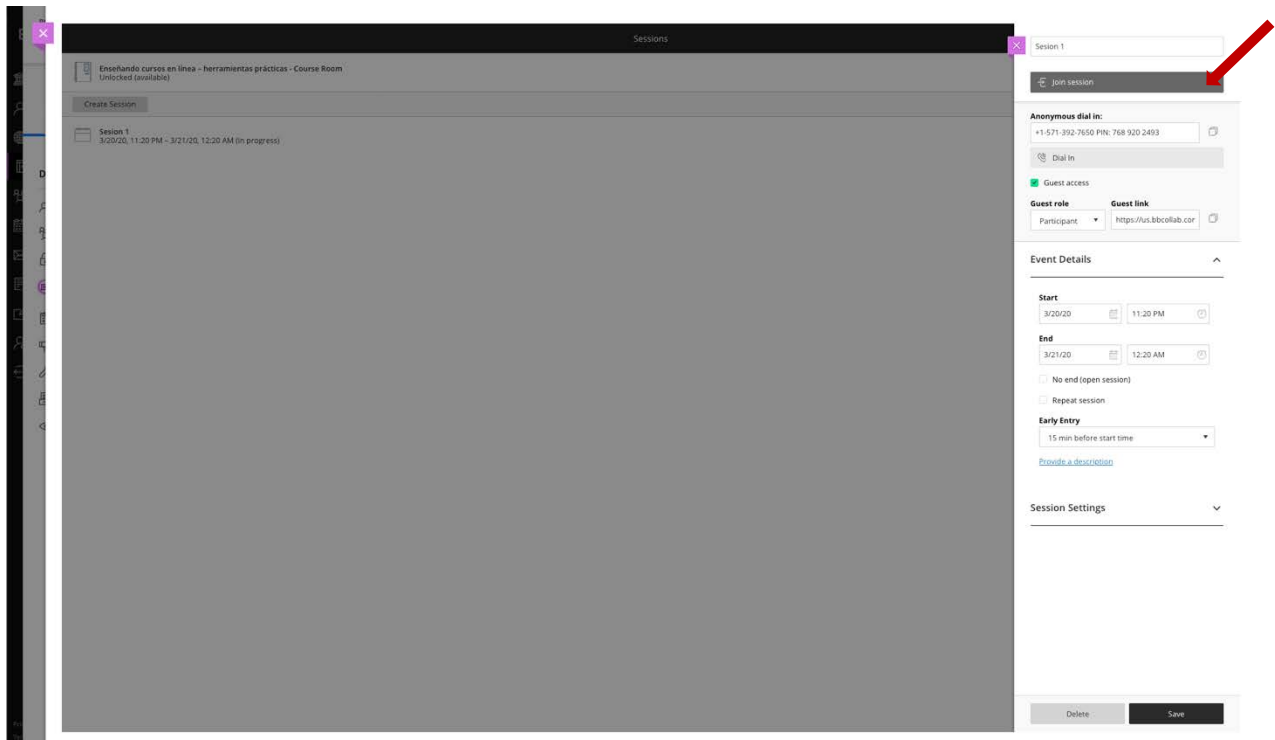 Sessions
Enseñando cursos en línea – herramientas prácticas - Course Room
Unlocked (available)
Create Session
Sesion 1
3/20/20, 11:20 PM – 3/21/20, 12:20 AM (in progress)
D
Sesion 1
Join session
Anonymous dial in:
+1-571-392-7650 PIN: 768 920 2493
Dial In
Guest access
Guest role Guest link
Participant https://us.bbcollab.cor
Event Details
Start
3/20/20 11:20 PM
End
3/21/20 12:20 AM
No end (open session)
Repeat session
Early Entry
15 min before start time
Provide a description
Session Settings
Delete Save